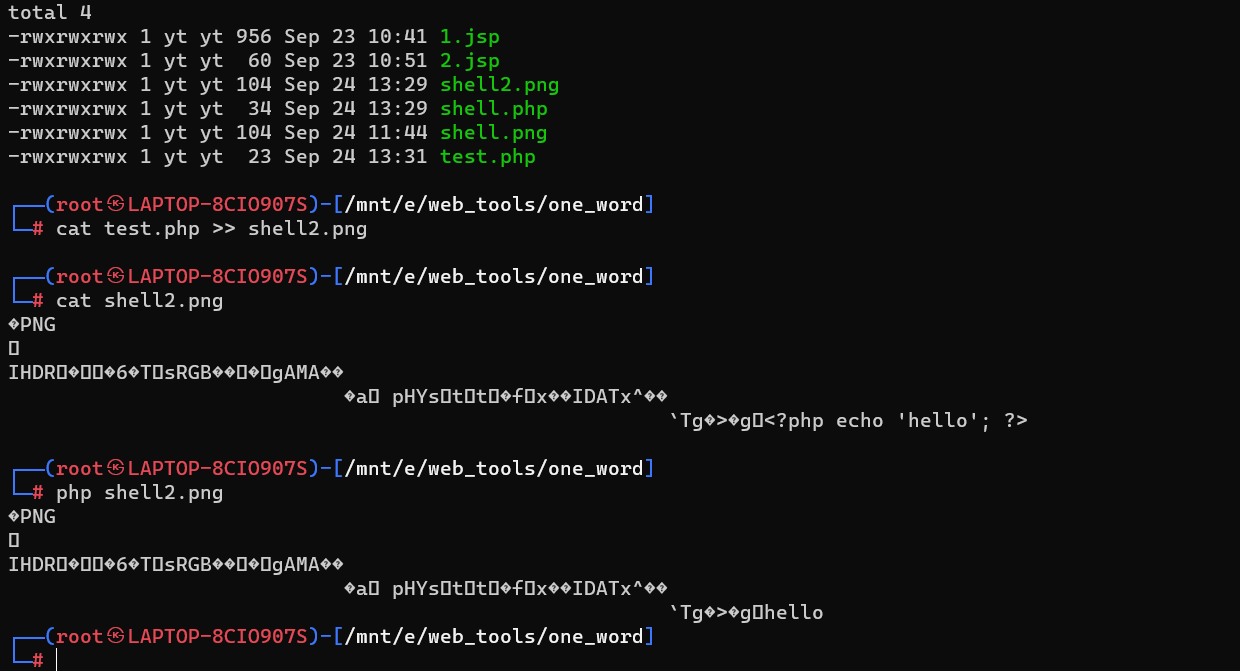 total 4
-rwxrwxrwx 1 yt yt 956 Sep 23 10:41 1.jsp
-rwxrwxrwx 1 yt yt  60 Sep 23 10:51 2.jsp
-rwxrwxrwx 1 yt yt 104 Sep 24 13:29 shell2.png
-rwxrwxrwx 1 yt yt  34 Sep 24 13:29 shell.php
-rwxrwxrwx 1 yt yt 104 Sep 24 11:44 shell.png
-rwxrwxrwx 1 yt yt  23 Sep 24 13:31 test.php
┌──(root㉿LAPTOP-8CIO907S)-[/mnt/e/web_tools/one_word]
└─# cat test.php >> shell2.png
┌──(root㉿LAPTOP-8CIO907S)-[/mnt/e/web_tools/one_word]
└─# cat shell2.png
�PNG
▯
IHDR▯�▯▯�6�T▯sRGB��▯�▯gAMA��
�a▯ pHYs▯t▯t▯�f▯x��IDATx^��
`Tg�>�g▯<?php echo 'hello'; ?>
┌──(root㉿LAPTOP-8CIO907S)-[/mnt/e/web_tools/one_word]
└─# php shell2.png
�PNG
▯
IHDR▯�▯▯�6�T▯sRGB��▯�▯gAMA��
�a▯ pHYs▯t▯t▯�f▯x��IDATx^��
`Tg�>�g▯hello
┌──(root㉿LAPTOP-8CIO907S)-[/mnt/e/web_tools/one_word]
└─#